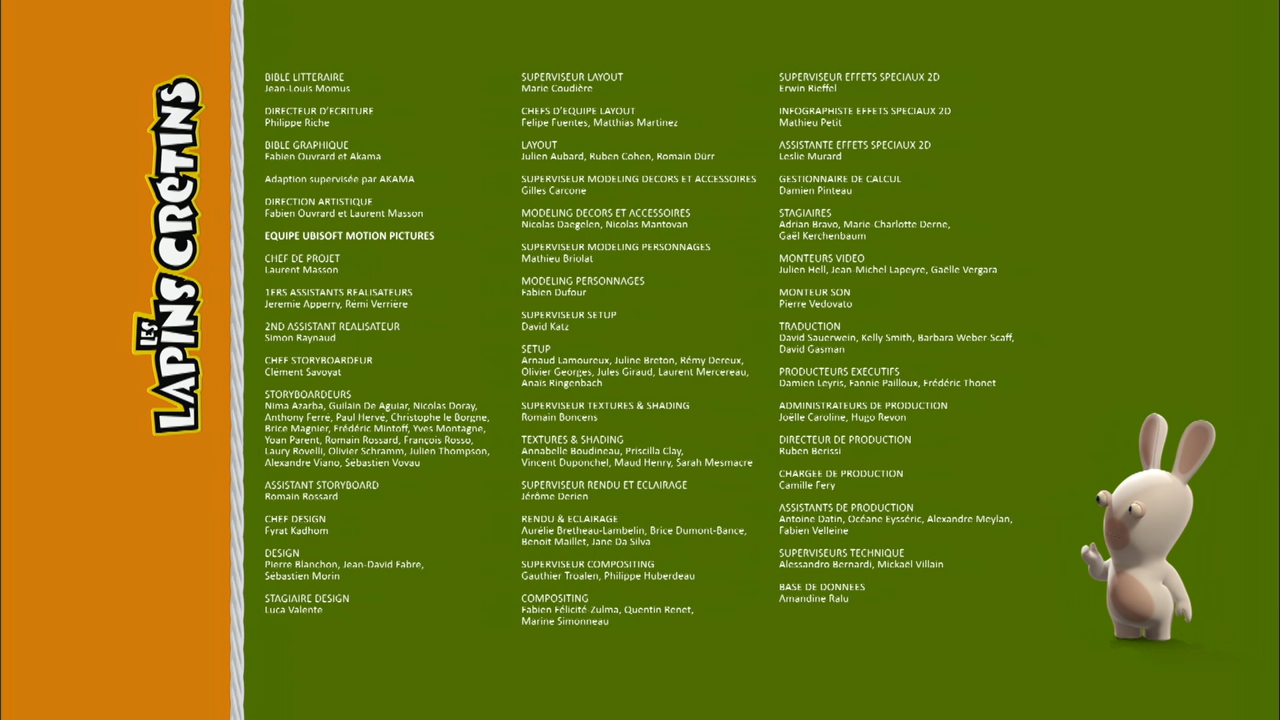 LES
LAPINS CRÉTINS
BIBLE LITTERAIRE
Jean-Louis Momus
DIRECTEUR D'ECRITURE
Philippe Riche
BIBLE GRAPHIQUE
Fabien Ouvrard et Akama
Adaption supervisée par AKAMA
DIRECTION ARTISTIQUE
Fabien Ouvrard et Laurent Masson
EQUIPE UBISOFT MOTION PICTURES
CHEF DE PROJET
Laurent Masson
1ERS ASSISTANTS REALISATEURS
Jeremie Apperry, Rémi Verrière
2ND ASSISTANT REALISATEUR
Simon Raynaud
CHEF STORYBOARDEUR
Clément Savoyat
STORYBOARDEURS
Nima Azarba, Guilain De Aguiar, Nicolas Doray,
Anthony Ferré, Paul Hervé, Christophe le Borgne,
Brice Magnier, Frédéric Mintoff, Yves Montagne,
Yoan Parent, Romain Rossard, François Rosso,
Laury Rovelli, Olivier Schramm, Julien Thompson,
Alexandre Viano, Sébastien Vovau
ASSISTANT STORYBOARD
Romain Rossard
CHEF DESIGN
Fyrat Kadhom
DESIGN
Pierre Blanchon, Jean-David Fabre,
Sébastien Morin
STAGIAIRE DESIGN
Luca Valente
SUPERVISEUR LAYOUT
Marie Coudière
CHEFS D'EQUIPE LAYOUT
Felipe Fuentes, Matthias Martinez
LAYOUT
Julien Aubard, Ruben Cohen, Romain Dürr
SUPERVISEUR MODELING DECORS ET ACCESSOIRES
Gilles Carcone
MODELING DECORS ET ACCESSOIRES
Nicolas Daegelen, Nicolas Mantovan
SUPERVISEUR MODELING PERSONNAGES
Mathieu Briolat
MODELING PERSONNAGES
Fabien Dufour
SUPERVISEUR SETUP
David Katz
SETUP
Arnaud Lamoureux, Juline Breton, Rémy Dereux,
Olivier Georges, Jules Giraud, Laurent Mercereau,
Anaïs Ringenbach
SUPERVISEUR TEXTURES & SHADING
Romain Boncens
TEXTURES & SHADING
Annabelle Boudineau, Priscilla Clay,
Vincent Duponchel, Maud Henry, Sarah Mesmacre
SUPERVISEUR RENDU ET ECLAIRAGE
Jérôme Derien
RENDU & ECLAIRAGE
Aurélie Bretheau-Lambelin, Brice Dumont-Bance,
Benoit Maillet, Jane Da Silva
SUPERVISEUR COMPOSITING
Gauthier Troalen, Philippe Huberdeau
COMPOSITING
Fabien Félicité-Zulma, Quentin Renet,
Marine Simonneau
SUPERVISEUR EFFETS SPECIAUX 2D
Erwin Rieffel
INFOGRAPHISTE EFFETS SPECIAUX 2D
Mathieu Petit
ASSISTANTE EFFETS SPECIAUX 2D
Leslie Murard
GESTIONNAIRE DE CALCUL
Damien Pinteau
STAGIAIRES
Adrian Bravo, Marie-Charlotte Derne,
Gaël Kerchenbaum
MONTEURS VIDEO
Julien Hell, Jean-Michel Lapeyre, Gaëlle Vergara
MONTEUR SON
Pierre Vedovato
TRADUCTION
David Sauerwein, Kelly Smith, Barbara Weber-Scaff,
David Gasman
PRODUCTEURS EXECUTIFS
Damien Leyris, Fannie Pailloux, Frédéric Thonet
ADMINISTRATEURS DE PRODUCTION
Joëlle Caroline, Hugo Revon
DIRECTEUR DE PRODUCTION
Ruben Berissi
CHARGEE DE PRODUCTION
Camille Fery
ASSISTANTS DE PRODUCTION
Antoine Datin, Océane Eysséric, Alexandre Meylan,
Fabien Velleine
SUPERVISEURS TECHNIQUE
Alessandro Bernardi, Mickaël Villain
BASE DE DONNEES
Amandine Ralu